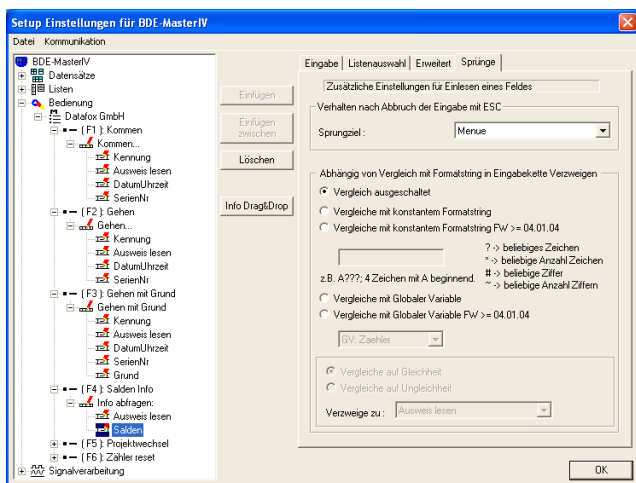 Setup Einstellungen für BDE-MasterIV
Datei Kommunikation
BDE-MasterIV
Datensätze
Listen
Bedienung
Datafox GmbH
( F1 ): Kommen
Kommen...
Kennung
Ausweis lesen
DatumUhrzeit
SerienNr
( F2 ): Gehen
Gehen...
Kennung
Ausweis lesen
DatumUhrzeit
SerienNr
( F3 ): Gehen mit Grund
Gehen mit Grund
Kennung
Ausweis lesen
DatumUhrzeit
SerienNr
Grund
( F4 ): Salden Info
Info abfragen:
Ausweis lesen
Salden
( F5 ): Projektwechsel
( F6 ): Zähler reset
Signalverarbeitung
Einfügen
Einfügen
zwischen
Löschen
Info Drag&Drop
Eingabe Listenauswahl Erweitert Sprünge
Zusätzliche Einstellungen für Einlesen eines Feldes
Verhalten nach Abbruch der Eingabe mit ESC
Sprungziel : Menue
Abhängig von Vergleich mit Formatstring in Eingabekette Verzweigen
Vergleich ausgeschaltet
Vergleiche mit konstantem Formatstring
Vergleiche mit konstantem Formatstring FW >= 04.01.04
? -> beliebiges Zeichen
* -> beliebige Anzahl Zeichen
# -> beliebige Ziffer
~ -> beliebige Anzahl Ziffern
z.B. A???; 4 Zeichen mit A beginnend.
Vergleiche mit Globaler Variable
Vergleiche mit Globaler Variable FW >= 04.01.04
GV: Zaehler
Vergleiche auf Gleichheit
Vergleiche auf Ungleichheit
Verzweige zu : Ausweis lesen
OK